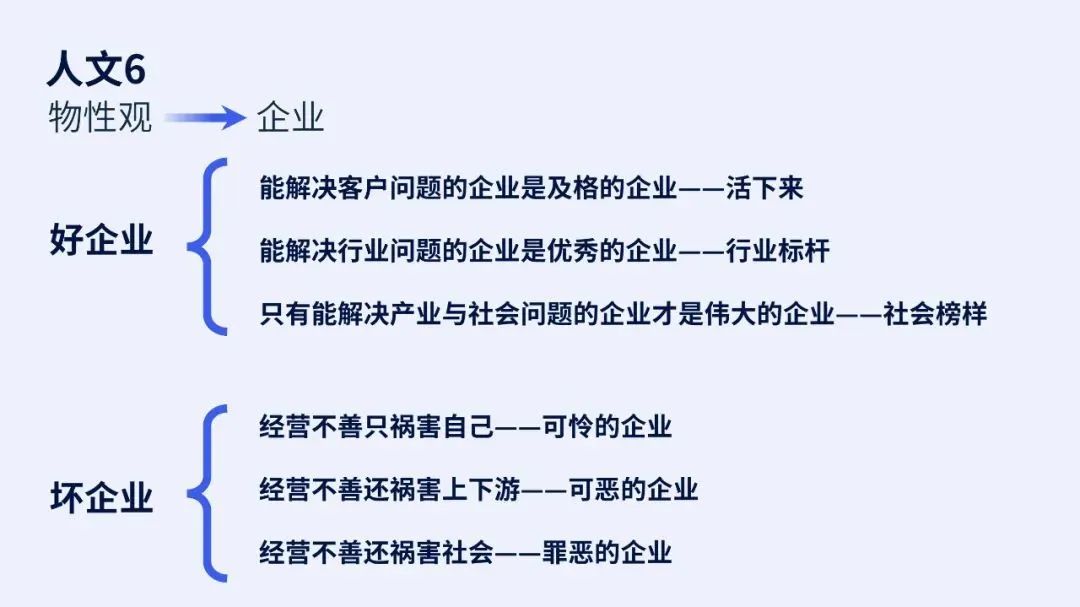 人文6
物性观 企业
好企业
能解决客户问题的企业是及格的企业——活下来
能解决行业问题的企业是优秀的企业——行业标杆
只有能解决产业与社会问题的企业才是伟大的企业——社会榜样
坏企业
经营不善只祸害自己——可怜的企业
经营不善还祸害上下游——可恶的企业
经营不善还祸害社会——罪恶的企业